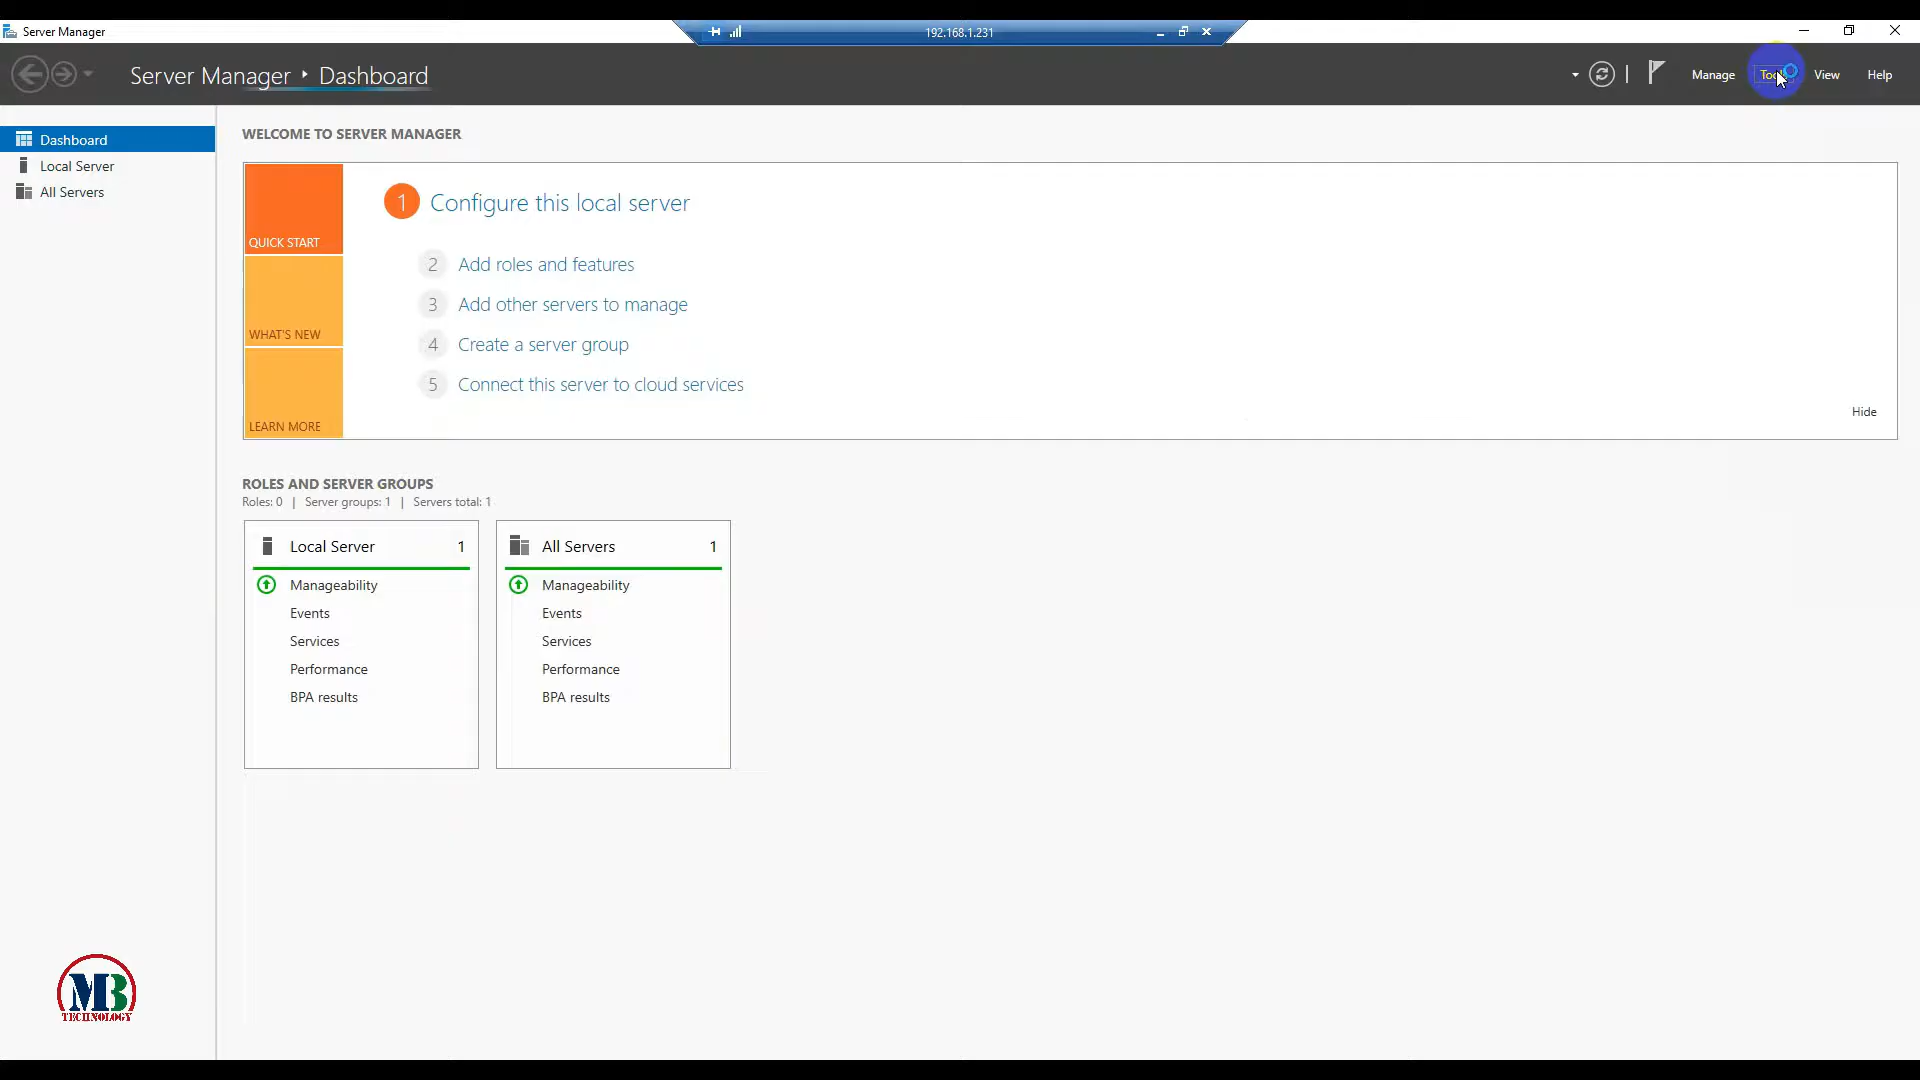 Server Manager
192.168.1.231
Server Manager Dashboard
Manage
View
Help
Dashboard
Local Server
All Servers
WELCOME TO SERVER MANAGER
QUICK START
WHAT'S NEW
LEARN MORE
1 Configure this local server
2 Add roles and features
3 Add other servers to manage
4 Create a server group
5 Connect this server to cloud services
Hide
ROLES AND SERVER GROUPS
Roles: 0 | Server groups: 1 | Servers total: 1
Local Server 1
Manageability
Events
Services
Performance
BPA results
All Servers 1
Manageability
Events
Services
Performance
BPA results
MB
TECHNOLOGY